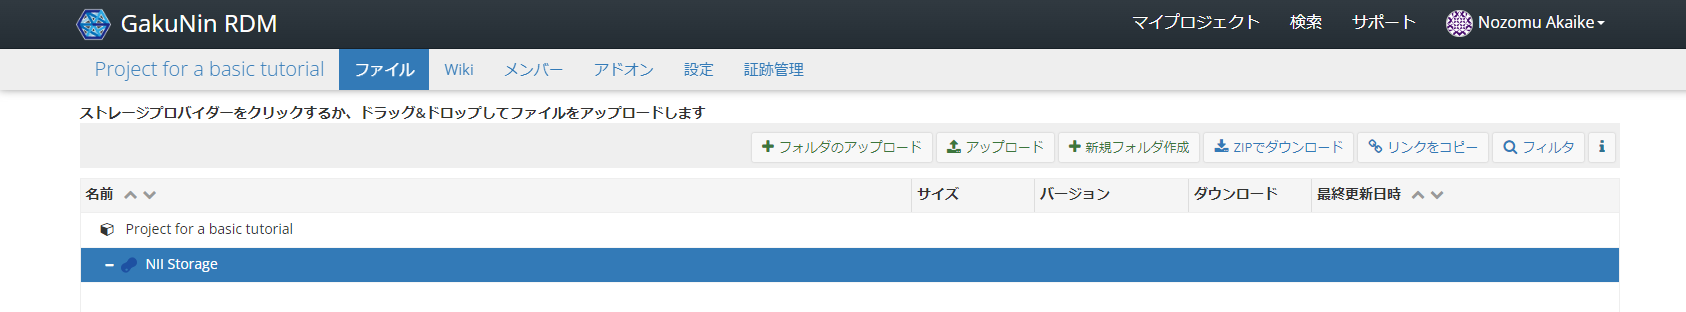 GakuNin RDM マイプロジェクト 検索 サポート Nozomu Akaike
Project for a basic tutorial ファイル Wiki メンバー アドオン 設定 証跡管理
ストレージプロバイダーをクリックするか、ドラッグ&ドロップしてファイルをアップロードします
フォルダのアップロード アップロード 新規フォルダ作成 ZIPでダウンロード リンクをコピー フィルタ i
名前 サイズ バージョン ダウンロード 最終更新日時
Project for a basic tutorial
NII Storage